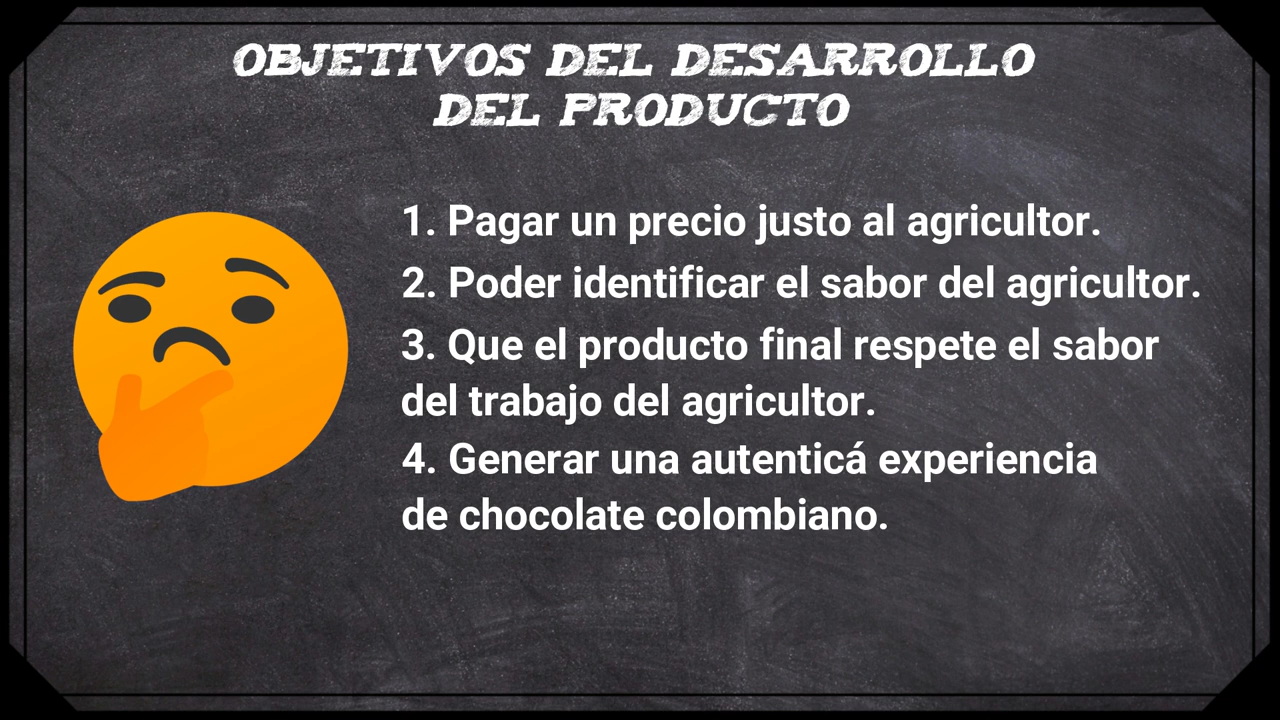 OBJETIVOS DEL DESARROLLO
DEL PRODUCTO
1. Pagar un precio justo al agricultor.
2. Poder identificar el sabor del agricultor.
3. Que el producto final respete el sabor
del trabajo del agricultor.
4. Generar una autenticá experiencia
de chocolate colombiano.